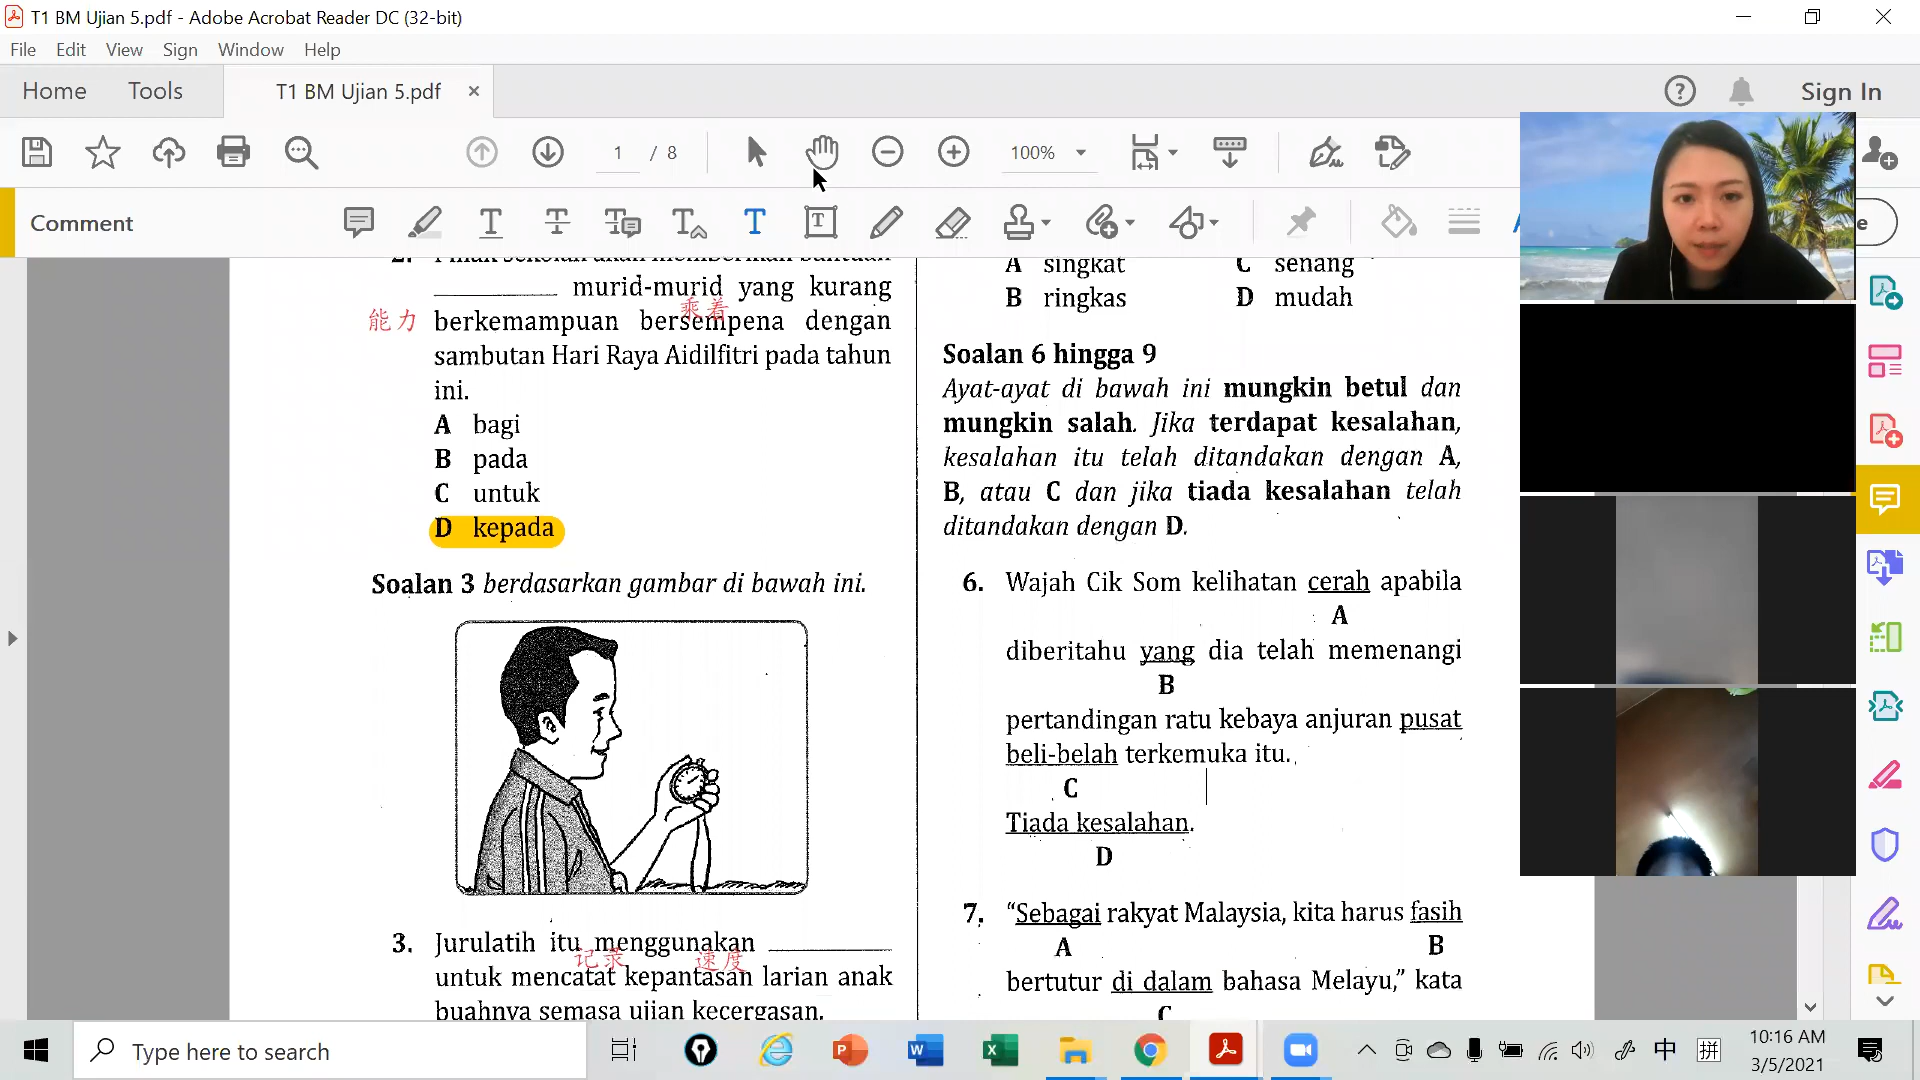 T1 BM Ujian 5.pdf - Adobe Acrobat Reader DC (32-bit)
File Edit View Sign Window Help
Home Tools T1 BM Ujian 5.pdf × Sign In
1 / 8 100%
Comment
murid-murid yang kurang
乘着
能力 berkemampuan bersempena dengan
sambutan Hari Raya Aidilfitri pada tahun
ini.
A bagi
B pada
C untuk
D kepada
Soalan 3 berdasarkan gambar di bawah ini.
3. Jurulatih itu menggunakan
记录 速度
untuk mencatat kepantasan larian anak
buahnya semasa ujian kecergasan.
A singkat C senang
B ringkas D mudah
Soalan 6 hingga 9
Ayat-ayat di bawah ini mungkin betul dan
mungkin salah. Jika terdapat kesalahan,
kesalahan itu telah ditandakan dengan A,
B, atau C dan jika tiada kesalahan telah
ditandakan dengan D.
6. Wajah Cik Som kelihatan cerah apabila
A
diberitahu yang dia telah memenangi
B
pertandingan ratu kebaya anjuran pusat
beli-belah terkemuka itu.
C
Tiada kesalahan.
D
7. “Sebagai rakyat Malaysia, kita harus fasih
A B
bertutur di dalam bahasa Melayu,” kata
C
Type here to search
中 拼
10:16 AM
3/5/2021